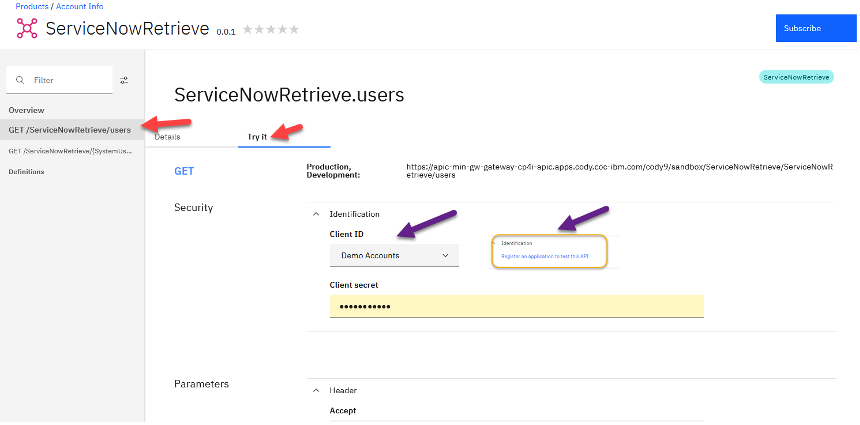 Products / Account Info
ServiceNowRetrieve 0.0.1
Subscribe
Filter
Overview
GET /ServiceNowRetrieve/users
GET /ServiceNowRetrieve/{SystemUs...
Definitions
ServiceNowRetrieve
ServiceNowRetrieve.users
Details
Try it
GET
Production,
Development:
https://apic-min-gw-gateway-cp4i-apic.apps.cody.coc-ibm.com/cody9/sandbox/ServiceNowRetrieve/ServiceNowR
etrieve/users
Security
Identification
Client ID
Demo Accounts
Identification
Register an application to test this API
Client secret
•••••••••••
Parameters
Header
Accept